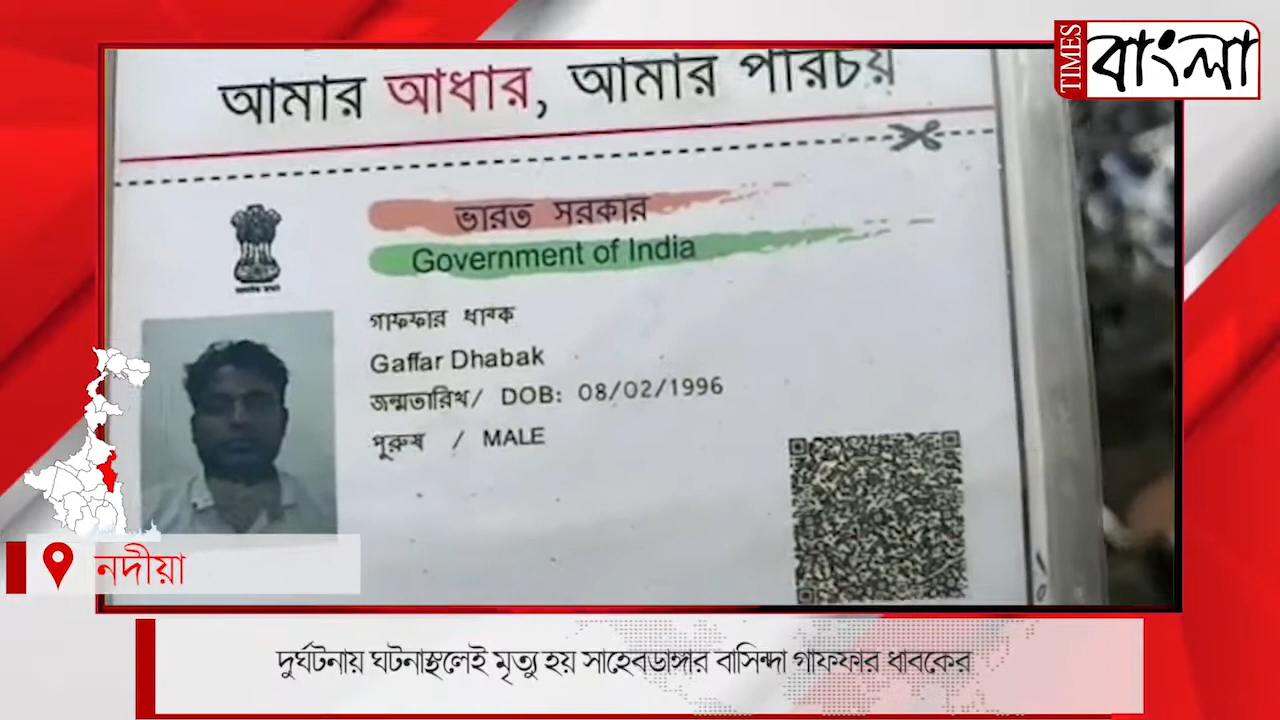 TIMES বাংলা
আমার আধার, আমার পরিচয়
ভারত সরকার
Government of India
গাফফার ধাবক
Gaffar Dhabak
জন্মতারিখ/ DOB: 08/02/1996
পুরুষ / MALE
নদীয়া
দুর্ঘটনায় ঘটনাস্থলেই মৃত্যু হয় সাহেবডাঙ্গার বাসিন্দা গাফফার ধাবকের